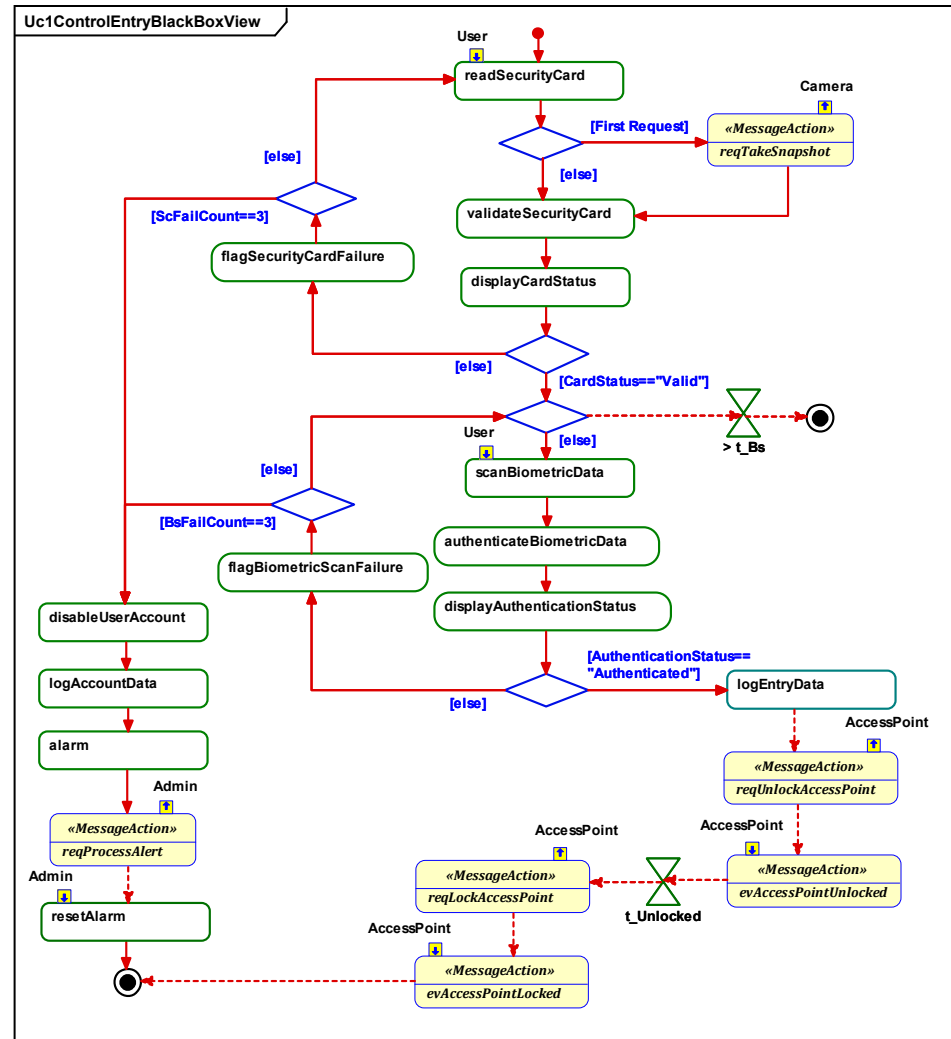 Uc1ControlEntryBlackBoxView
User
readSecurityCard
Camera
[First Request]
«MessageAction»
reqTakeSnapshot
[else]
[else]
[ScFailCount==3]
validateSecurityCard
flagSecurityCardFailure
displayCardStatus
[else]
[CardStatus=="Valid"]
User
[else]
> t_Bs
[else]
scanBiometricData
[BsFailCount==3]
authenticateBiometricData
flagBiometricScanFailure
displayAuthenticationStatus
disableUserAccount
[AuthenticationStatus==
"Authenticated"]
logAccountData
logEntryData
[else]
AccessPoint
alarm
«MessageAction»
reqUnlockAccessPoint
Admin
AccessPoint
«MessageAction»
reqProcessAlert
AccessPoint
«MessageAction»
evAccessPointUnlocked
Admin
«MessageAction»
reqLockAccessPoint
t_Unlocked
resetAlarm
AccessPoint
«MessageAction»
evAccessPointLocked